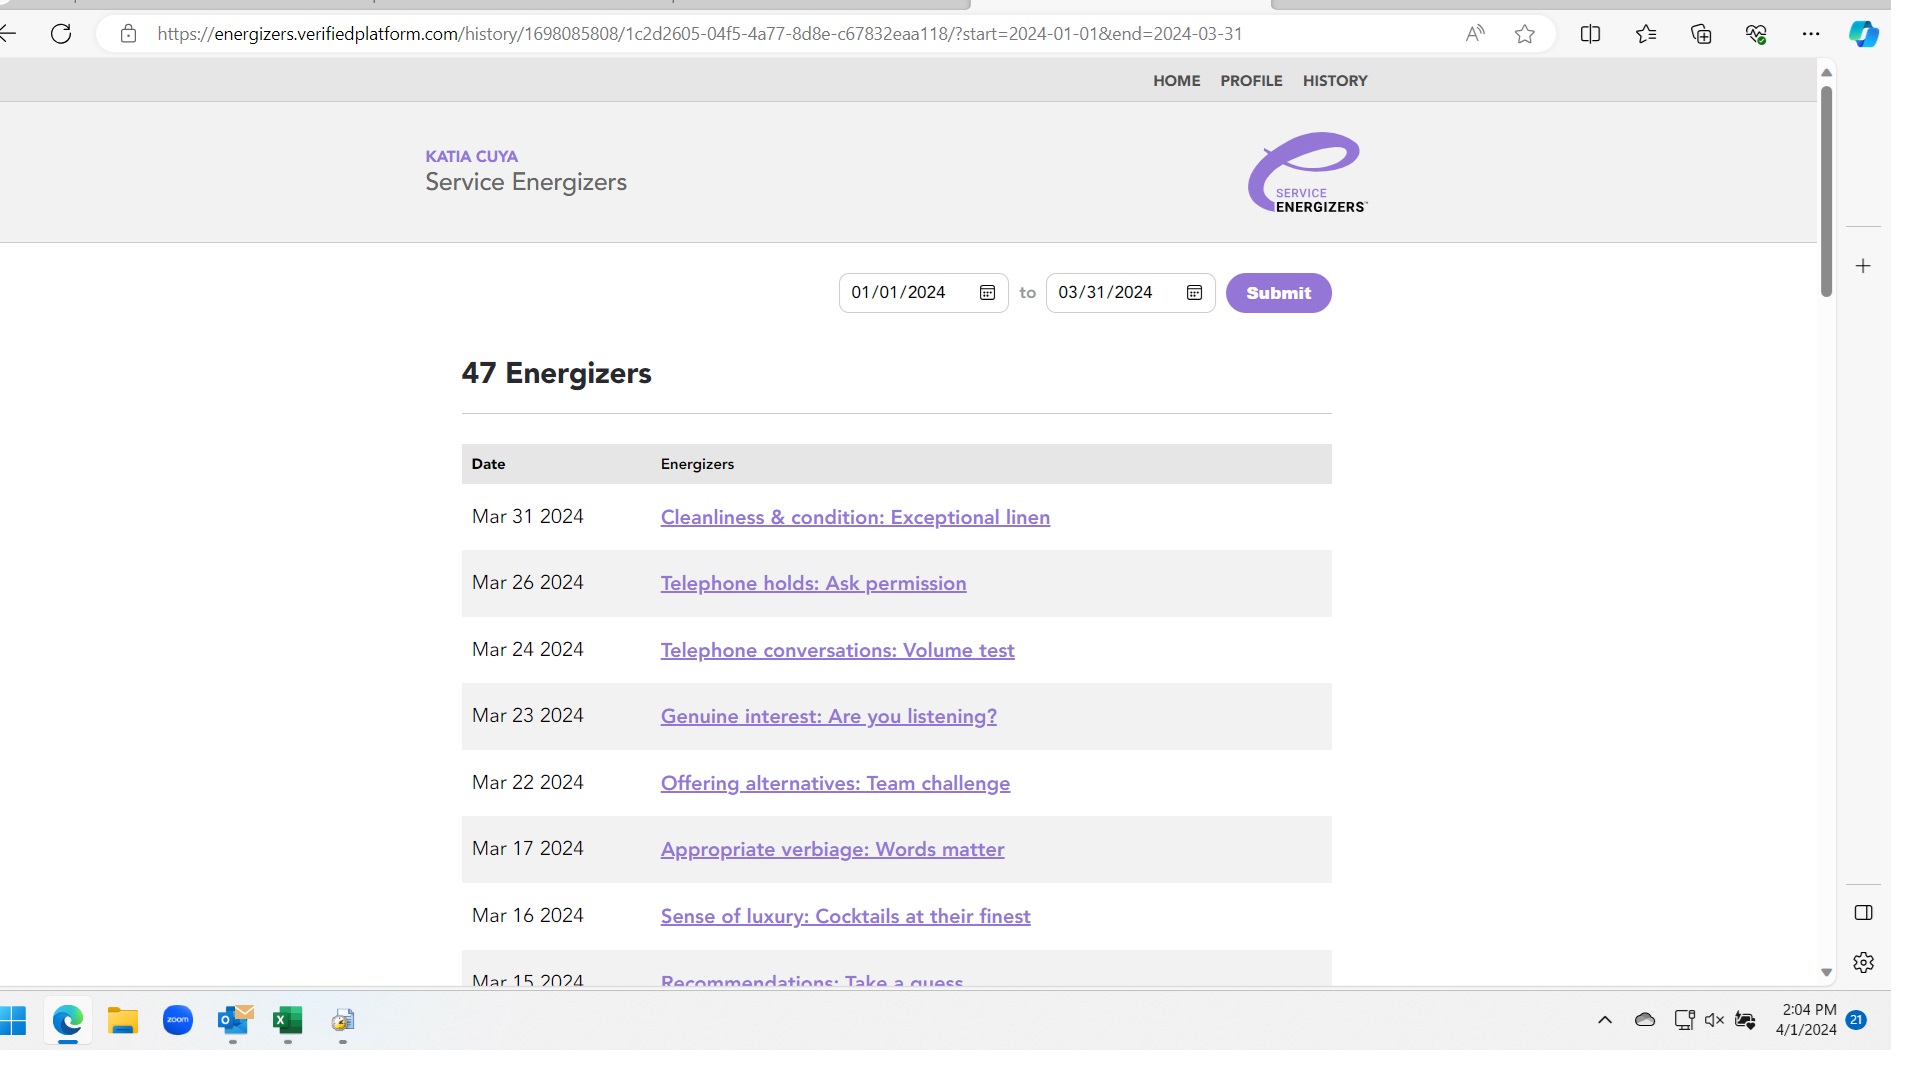 https://energizers.verifiedplatform.com/history/1698085808/1c2d2605-04f5-4a77-8d8e-c67832eaa118/?start=2024-01-01&end=2024-03-31
HOME PROFILE HISTORY
KATIA CUYA
Service Energizers
SERVICE
ENERGIZERS
01/01/2024 to 03/31/2024 Submit
47 Energizers
Date Energizers
Mar 31 2024 Cleanliness & condition: Exceptional linen
Mar 26 2024 Telephone holds: Ask permission
Mar 24 2024 Telephone conversations: Volume test
Mar 23 2024 Genuine interest: Are you listening?
Mar 22 2024 Offering alternatives: Team challenge
Mar 17 2024 Appropriate verbiage: Words matter
Mar 16 2024 Sense of luxury: Cocktails at their finest
Mar 15 2024 Recommendations: Take a guess
zoom
2:04 PM
4/1/2024
21